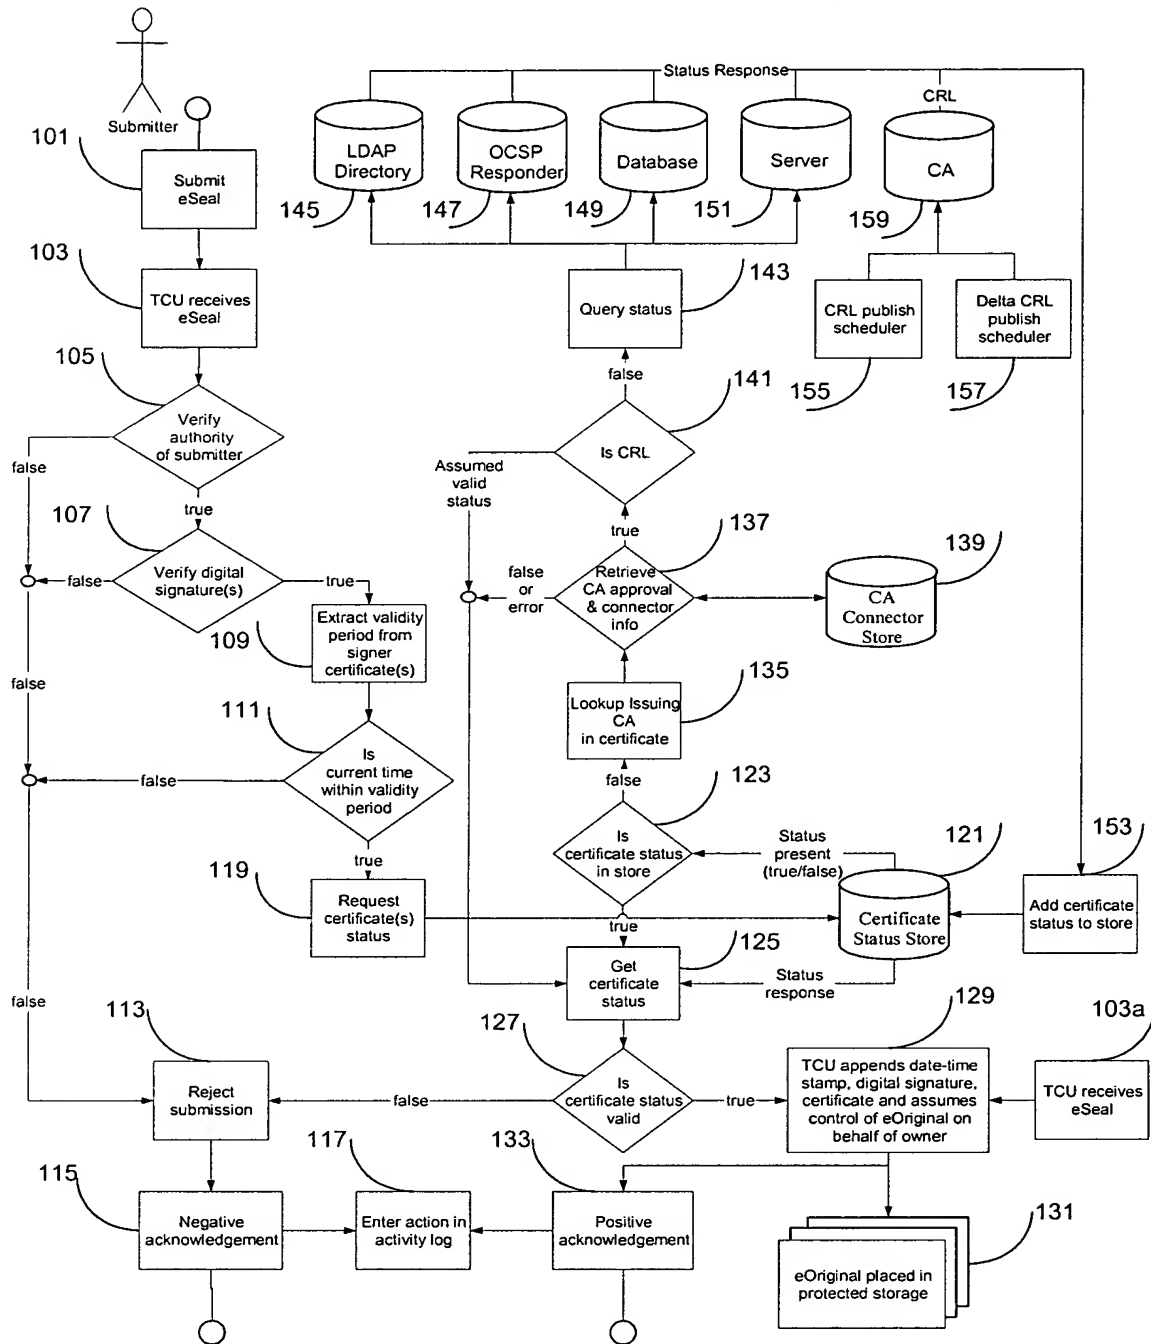 Submitter
101
Submit
eSeal
103
TCU receives
eSeal
105
Verify
authority
of submitter
false
true
107
Verify digital
signature(s)
false
true
109
Extract validity
period from
signer
certificate(s)
false
111
Is
current time
within validity
period
false
true
119
Request
certificate(s)
status
false
113
Reject
submission
115
Negative
acknowledgement
117
Enter action in
activity log
Status Response
CRL
LDAP
Directory
145
OCSP
Responder
147
Database
149
Server
151
CA
159
143
Query status
CRL publish
scheduler
155
Delta CRL
publish
scheduler
157
false
141
Is CRL
Assumed
valid
status
true
137
Retrieve
CA approval
& connector
info
false
or
error
139
CA
Connector
Store
135
Lookup Issuing
CA
in certificate
false
123
Is
certificate status
in store
Status
present
(true/false)
121
Certificate
Status Store
153
Add certificate
status to store
true
125
Get
certificate
status
Status
response
127
Is
certificate status
valid
false
true
129
TCU appends date-time
stamp, digital signature,
certificate and assumes
control of eOriginal on
behalf of owner
103a
TCU receives
eSeal
133
Positive
acknowledgement
131
eOriginal placed in
protected storage